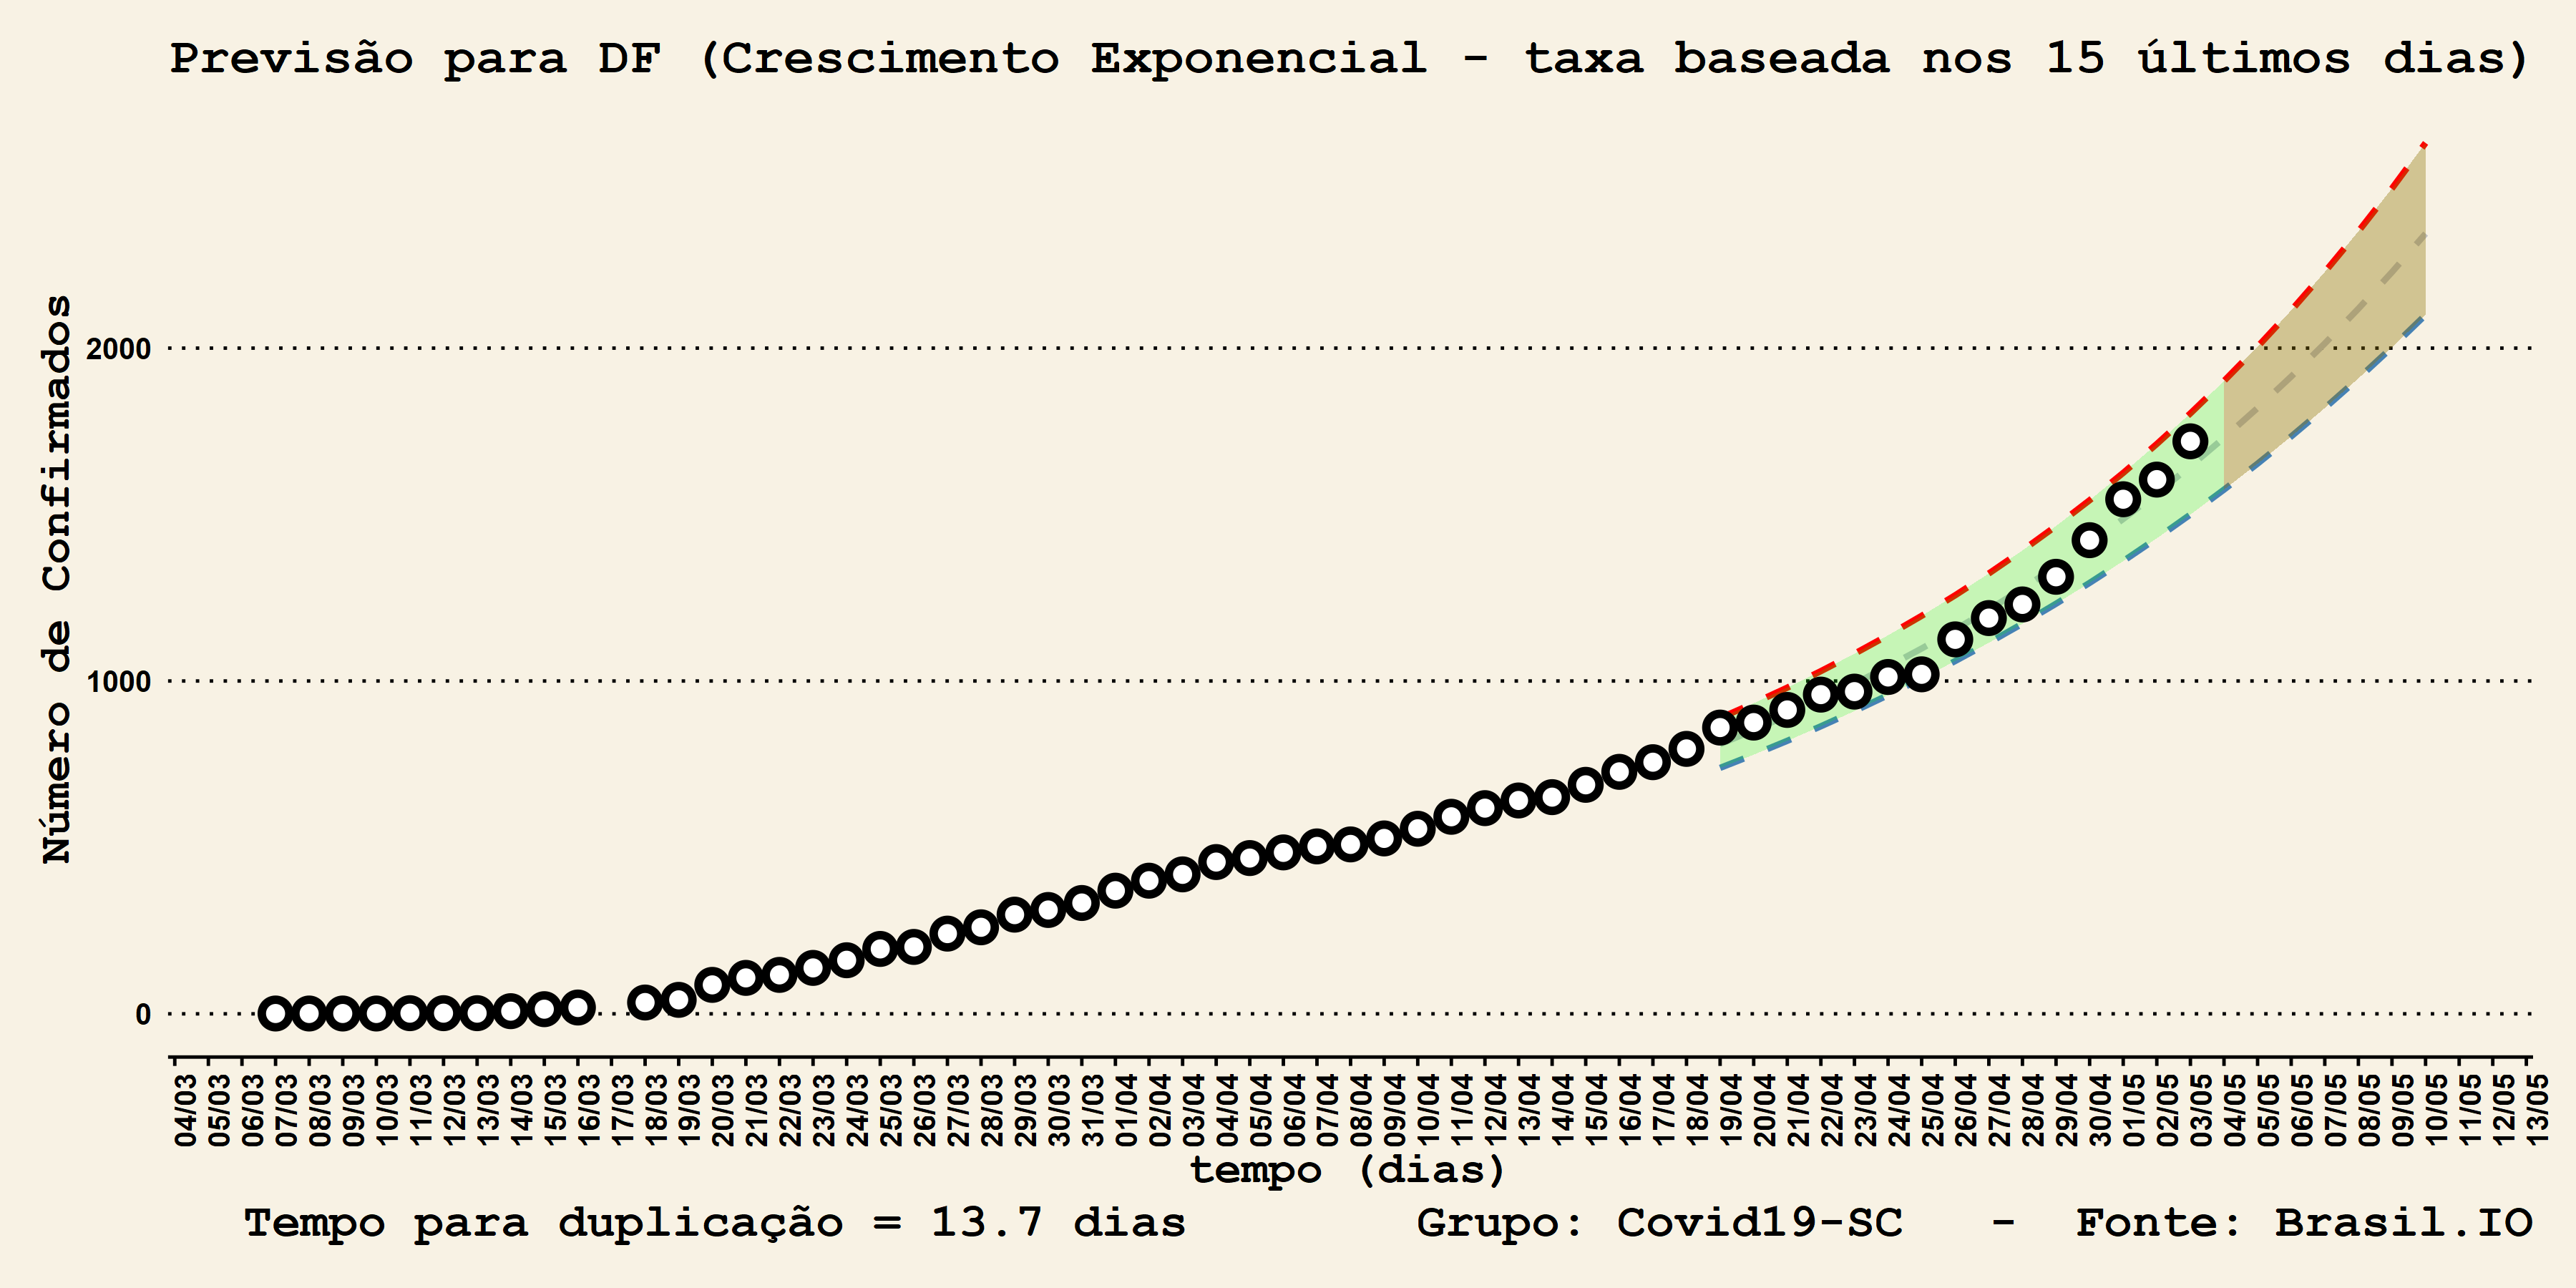 Previsão para DF (Crescimento Exponencial - taxa baseada nos 15 últimos dias)
Número de Confirmados
2000
1000
0
04/03 05/03 06/03 07/03 08/03 09/03 10/03 11/03 12/03 13/03 14/03 15/03 16/03 17/03 18/03 19/03 20/03 21/03 22/03 23/03 24/03 25/03 26/03 27/03 28/03 29/03 30/03 31/03 01/04 02/04 03/04 04/04 05/04 06/04 07/04 08/04 09/04 10/04 11/04 12/04 13/04 14/04 15/04 16/04 17/04 18/04 19/04 20/04 21/04 22/04 23/04 24/04 25/04 26/04 27/04 28/04 29/04 30/04 01/05 02/05 03/05 04/05 05/05 06/05 07/05 08/05 09/05 10/05 11/05 12/05 13/05
tempo (dias)
Tempo para duplicação = 13.7 dias Grupo: Covid19-SC - Fonte: Brasil.IO